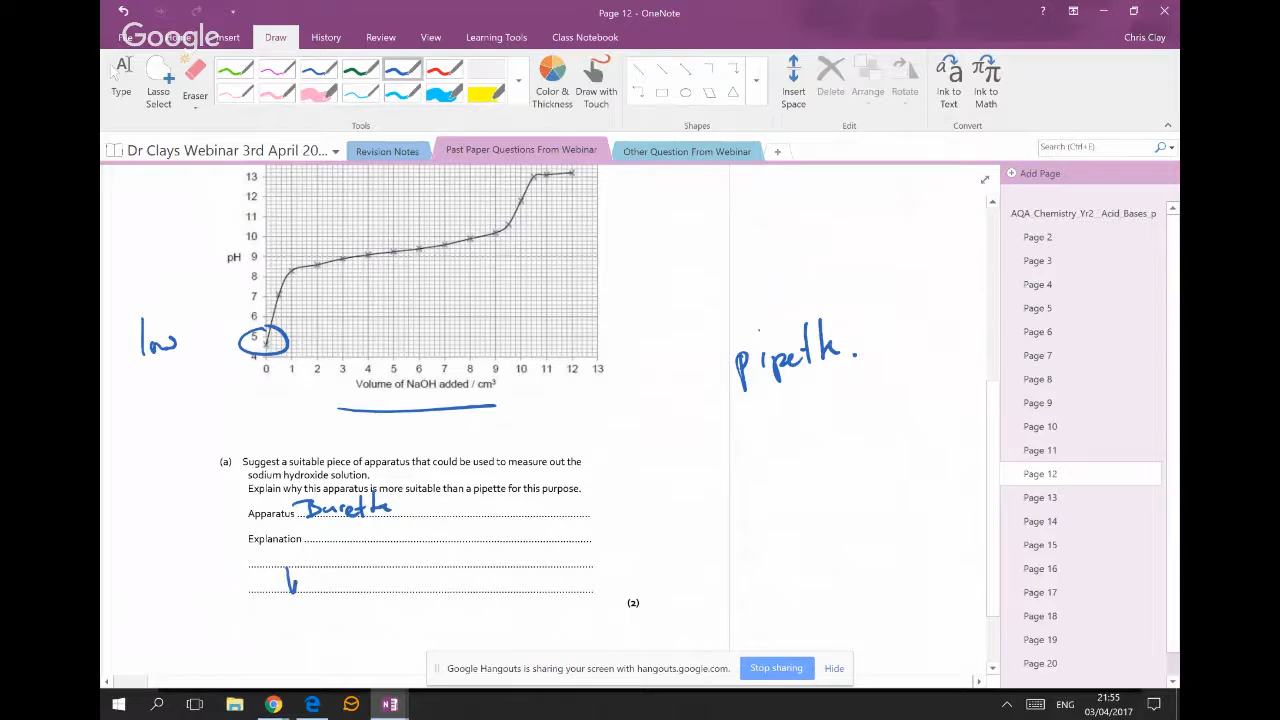 Page 12 - OneNote
Chris Clay
Google
Insert Draw History Review View Learning Tools Class Notebook
Type
Lasso Select
Eraser
Color & Thickness
Draw with Touch
Insert Space
Delete
Arrange
Rotate
Ink to Text
Ink to Math
Tools
Shapes
Edit
Convert
Dr Clays Webinar 3rd April 20...
Revision Notes
Past Paper Questions From Webinar
Other Question From Webinar
Search (Ctrl+E)
Add Page
AQA_Chemistry_Yr2__Acid_Bases_p
Page 2
Page 3
Page 4
Page 5
Page 6
Page 7
Page 8
Page 9
Page 10
Page 11
Page 12
Page 13
Page 14
Page 15
Page 16
Page 17
Page 18
Page 19
Page 20
13
12
11
10
pH 9
8
7
6
5
4
0 1 2 3 4 5 6 7 8 9 10 11 12 13
Volume of NaOH added / cm³
low
pipette.
(a) Suggest a suitable piece of apparatus that could be used to measure out the
sodium hydroxide solution.
Explain why this apparatus is more suitable than a pipette for this purpose.
Apparatus Burette
Explanation
(2)
Google Hangouts is sharing your screen with hangouts.google.com.
Stop sharing
Hide
ENG
21:55
03/04/2017